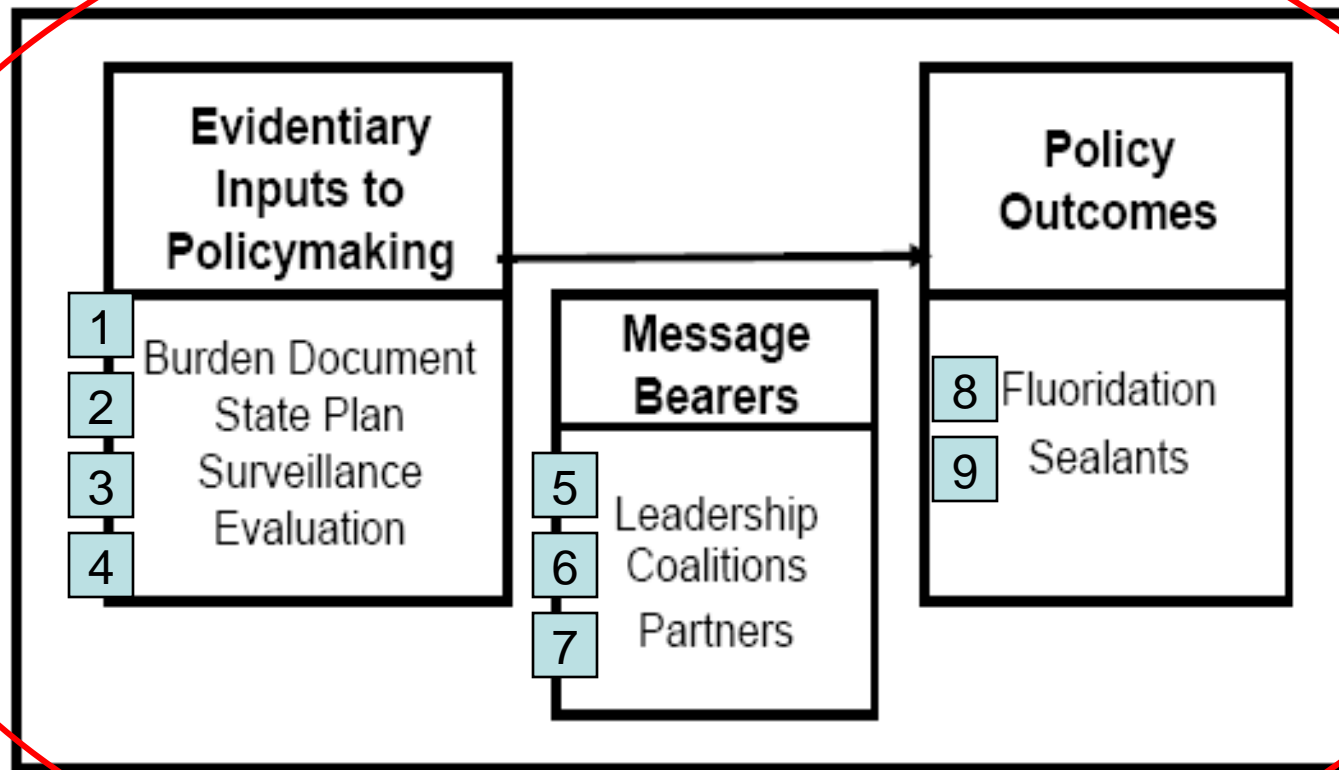 Evidentiary
Inputs to
Policymaking
1
Burden Document
2
State Plan
3
Surveillance
4
Evaluation
Message
Bearers
5
Leadership
6
Coalitions
7
Partners
Policy
Outcomes
8 Fluoridation
9 Sealants